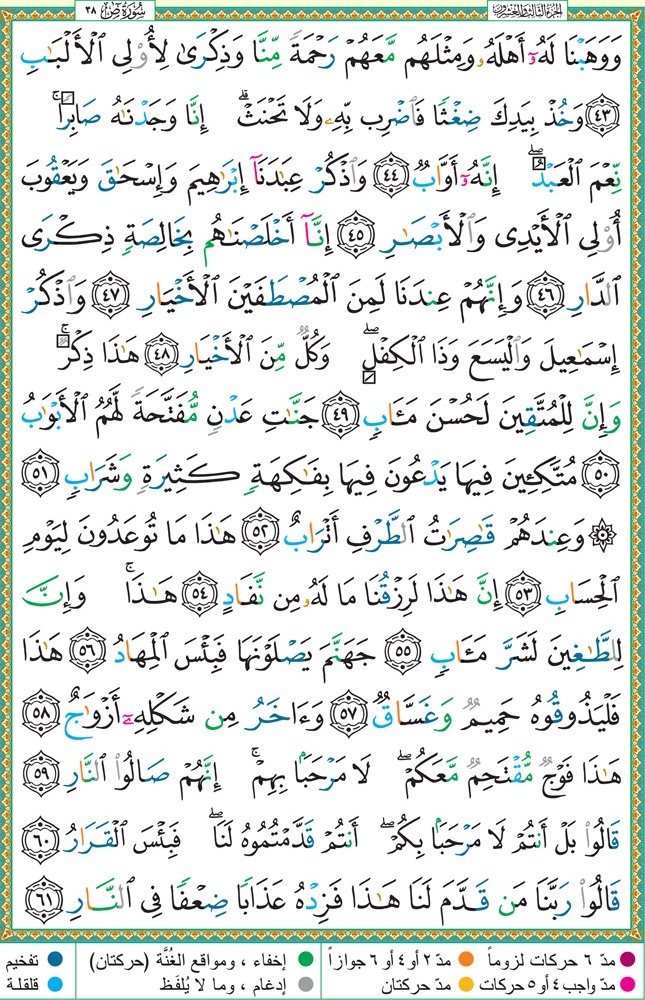 الجزء الثالث والعشرون
سُورَةُ صٓ ٣٨
وَوَهَبْنَا لَهُۥٓ أَهْلَهُۥ وَمِثْلَهُم مَّعَهُمْ رَحْمَةً مِّنَّا وَذِكْرَىٰ لِأُو۟لِى ٱلْأَلْبَـٰبِ
﴿٤٣﴾ وَخُذْ بِيَدِكَ ضِغْثًا فَٱضْرِب بِّهِۦ وَلَا تَحْنَثْ ۗ إِنَّا وَجَدْنَـٰهُ صَابِرًا ۚ
نِّعْمَ ٱلْعَبْدُ ۖ إِنَّهُۥٓ أَوَّابٌ ﴿٤٤﴾ وَٱذْكُرْ عِبَـٰدَنَآ إِبْرَٰهِيمَ وَإِسْحَـٰقَ وَيَعْقُوبَ
أُو۟لِى ٱلْأَيْدِى وَٱلْأَبْصَـٰرِ ﴿٤٥﴾ إِنَّآ أَخْلَصْنَـٰهُم بِخَالِصَةٍ ذِكْرَى
ٱلدَّارِ ﴿٤٦﴾ وَإِنَّهُمْ عِندَنَا لَمِنَ ٱلْمُصْطَفَيْنَ ٱلْأَخْيَارِ ﴿٤٧﴾ وَٱذْكُرْ
إِسْمَـٰعِيلَ وَٱلْيَسَعَ وَذَا ٱلْكِفْلِ ۖ وَكُلٌّ مِّنَ ٱلْأَخْيَارِ ﴿٤٨﴾ هَـٰذَا ذِكْرٌ ۚ
وَإِنَّ لِلْمُتَّقِينَ لَحُسْنَ مَـَٔابٍ ﴿٤٩﴾ جَنَّـٰتِ عَدْنٍ مُّفَتَّحَةً لَّهُمُ ٱلْأَبْوَٰبُ
﴿٥٠﴾ مُتَّكِـِٔينَ فِيهَا يَدْعُونَ فِيهَا بِفَـٰكِهَةٍ كَثِيرَةٍ وَشَرَابٍ ﴿٥١﴾
۞ وَعِندَهُمْ قَـٰصِرَٰتُ ٱلطَّرْفِ أَتْرَابٌ ﴿٥٢﴾ هَـٰذَا مَا تُوعَدُونَ لِيَوْمِ
ٱلْحِسَابِ ﴿٥٣﴾ إِنَّ هَـٰذَا لَرِزْقُنَا مَا لَهُۥ مِن نَّفَادٍ ﴿٥٤﴾ هَـٰذَا ۚ وَإِنَّ
لِلطَّـٰغِينَ لَشَرَّ مَـَٔابٍ ﴿٥٥﴾ جَهَنَّمَ يَصْلَوْنَهَا فَبِئْسَ ٱلْمِهَادُ ﴿٥٦﴾ هَـٰذَا
فَلْيَذُوقُوهُ حَمِيمٌ وَغَسَّاقٌ ﴿٥٧﴾ وَءَاخَرُ مِن شَكْلِهِۦٓ أَزْوَٰجٌ ﴿٥٨﴾
هَـٰذَا فَوْجٌ مُّقْتَحِمٌ مَّعَكُمْ ۖ لَا مَرْحَبًۢا بِهِمْ ۚ إِنَّهُمْ صَالُوا۟ ٱلنَّارِ ﴿٥٩﴾
قَالُوا۟ بَلْ أَنتُمْ لَا مَرْحَبًۢا بِكُمْ ۖ أَنتُمْ قَدَّمْتُمُوهُ لَنَا ۖ فَبِئْسَ ٱلْقَرَارُ ﴿٦٠﴾
قَالُوا۟ رَبَّنَا مَن قَدَّمَ لَنَا هَـٰذَا فَزِدْهُ عَذَابًا ضِعْفًا فِى ٱلنَّارِ ﴿٦١﴾
مدّ ٦ حركات لزوماً مدّ ٢ أو ٤ أو ٦ جوازاً إخفاء ، ومواقع الغُنَّة (حركتان) تفخيم
مدّ واجب ٤ أو ٥ حركات مدّ حركتان إدغام ، وما لا يُلفَظ قلقلة